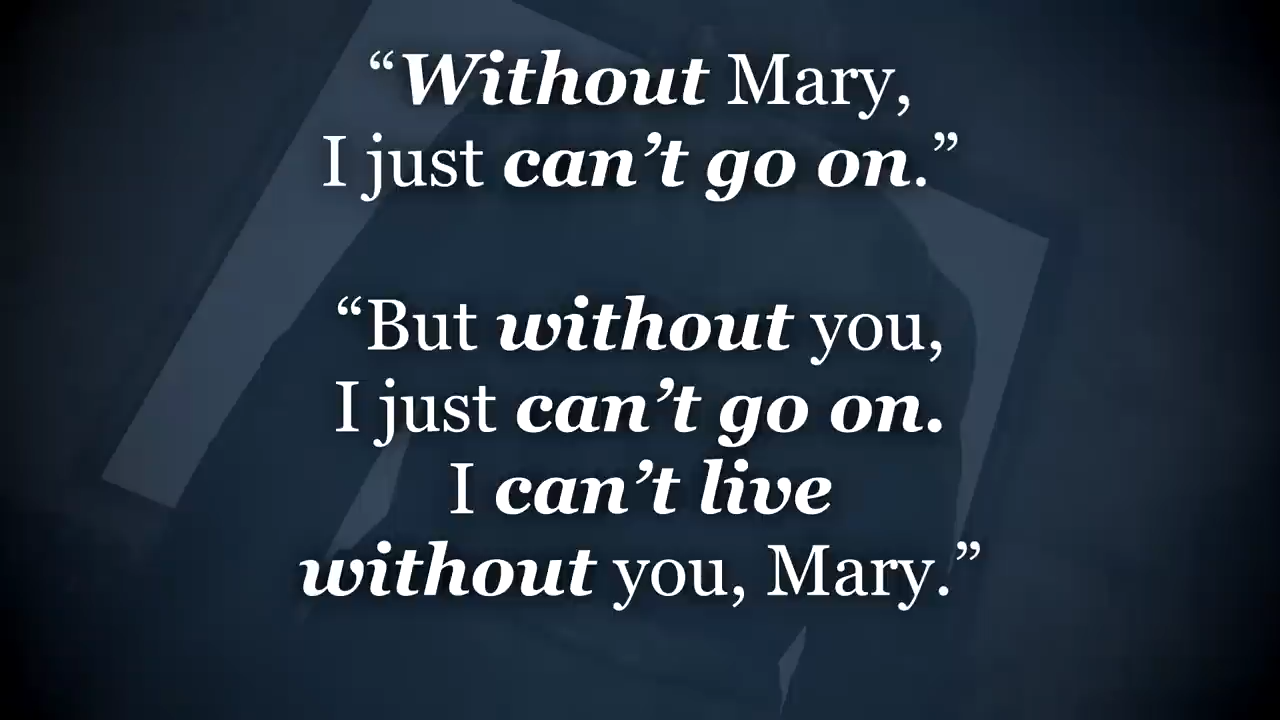 “Without Mary,
I just can’t go on.”
“But without you,
I just can’t go on.
I can’t live
without you, Mary.”